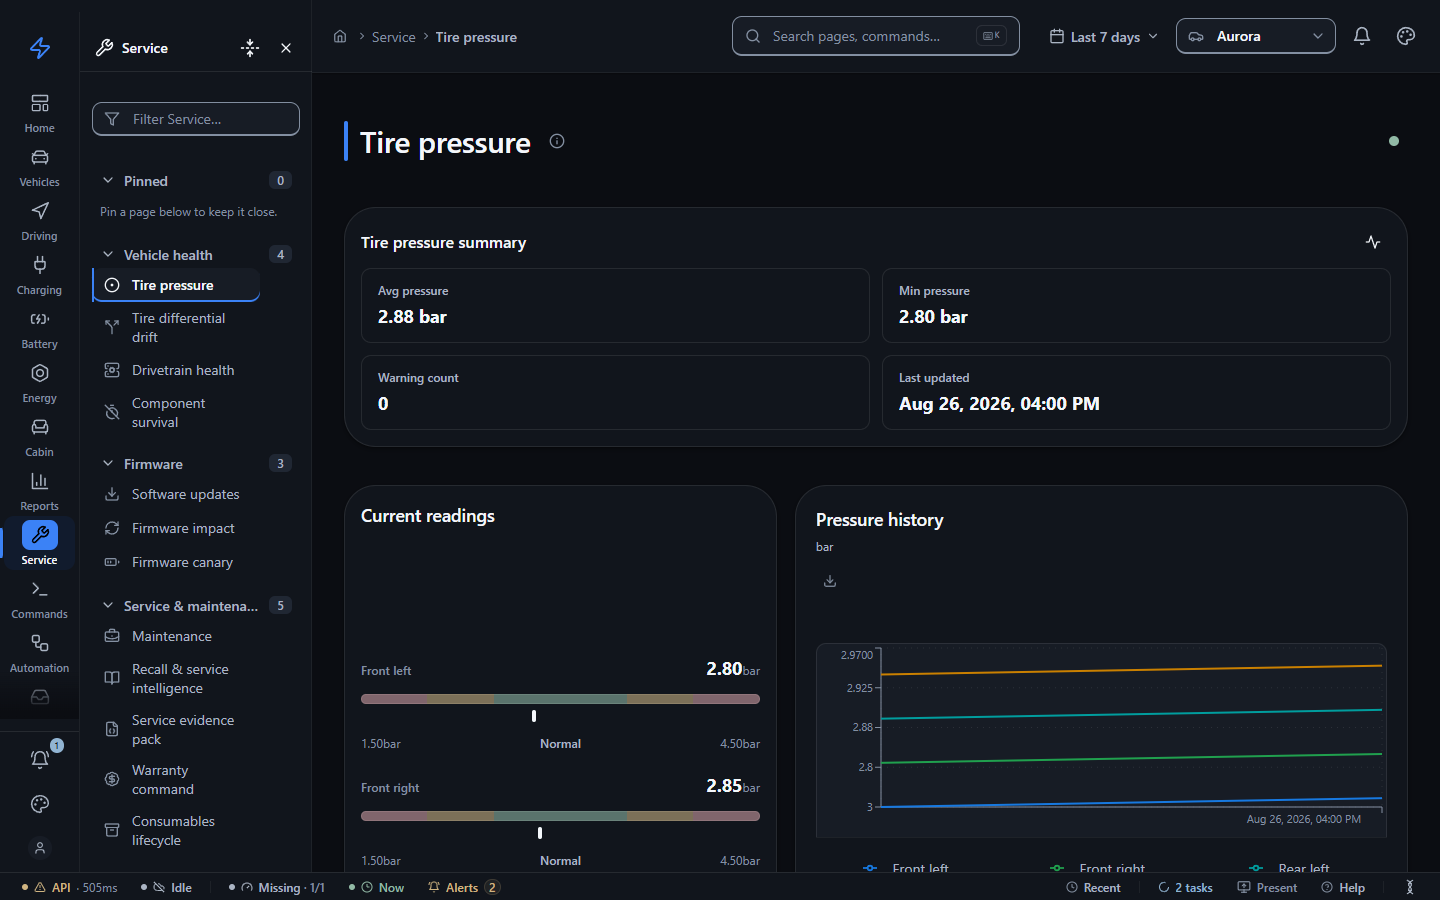 Service
Service
Tire pressure
Search pages, commands...
K
Last 7 days
Aurora
Home
Vehicles
Driving
Charging
Battery
Energy
Cabin
Reports
Service
Commands
Automation
1
Filter Service...
Pinned
0
Pin a page below to keep it close.
Vehicle health
4
Tire pressure
Tire differential
drift
Drivetrain health
Component
survival
Firmware
3
Software updates
Firmware impact
Firmware canary
Service & maintena...
5
Maintenance
Recall & service
intelligence
Service evidence
pack
Warranty
command
Consumables
lifecycle
Tire pressure
Tire pressure summary
Avg pressure
2.88 bar
Min pressure
2.80 bar
Warning count
0
Last updated
Aug 26, 2026, 04:00 PM
Current readings
Front left
2.80bar
1.50bar
Normal
4.50bar
Front right
2.85bar
1.50bar
Normal
4.50bar
Pressure history
bar
2.9700
2.925
2.88
2.8
3
Aug 26, 2026, 04:00 PM
Front left
Front right
Rear left
API · 505ms
Idle
Missing · 1/1
Now
Alerts 2
Recent
2 tasks
Present
Help